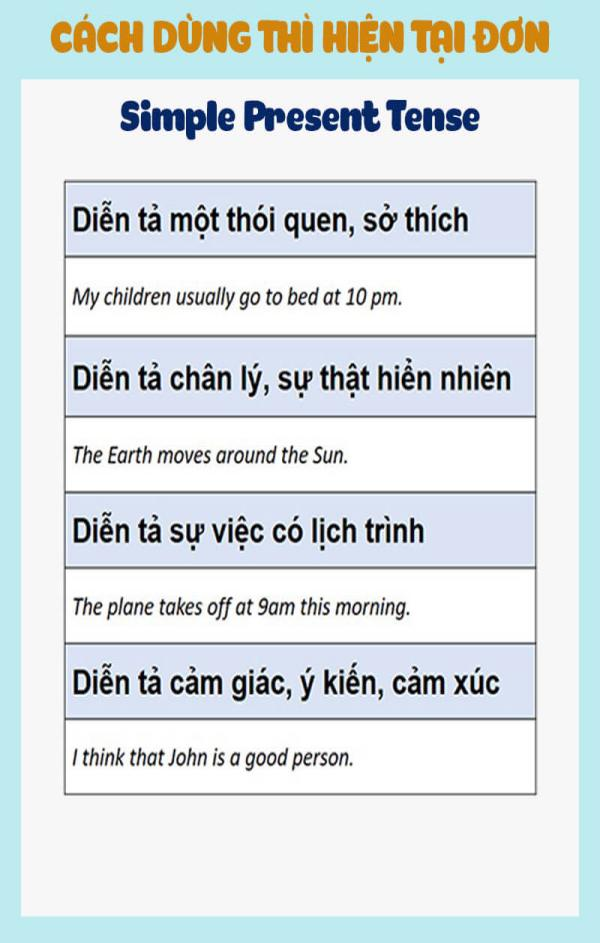 CÁCH DÙNG THÌ HIỆN TẠI ĐƠN
Simple Present Tense
Diễn tả một thói quen, sở thích
My children usually go to bed at 10 pm.
Diễn tả chân lý, sự thật hiển nhiên
The Earth moves around the Sun.
Diễn tả sự việc có lịch trình
The plane takes off at 9am this morning.
Diễn tả cảm giác, ý kiến, cảm xúc
I think that John is a good person.